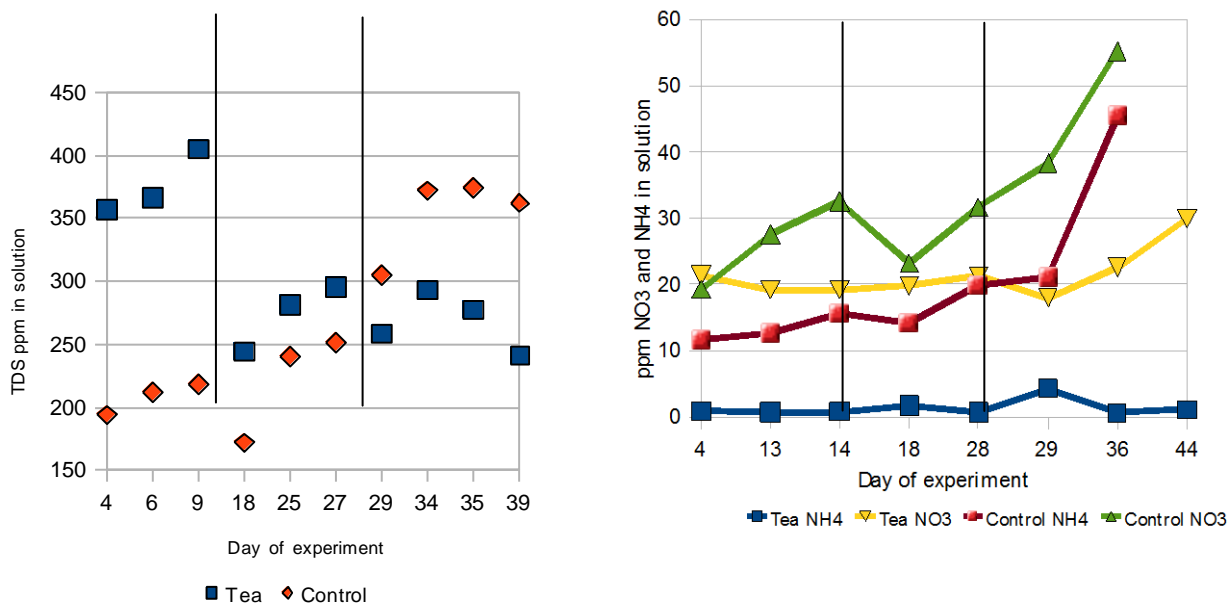 450
400
350
300
250
200
150
TDS ppm in solution
4 6 9 18 25 27 29 34 35 39
Day of experiment
Tea Control
60
50
40
30
20
10
0
ppm NO3 and NH4 in solution
4 13 14 18 28 29 36 44
Day of experiment
Tea NH4 Tea NO3 Control NH4 Control NO3